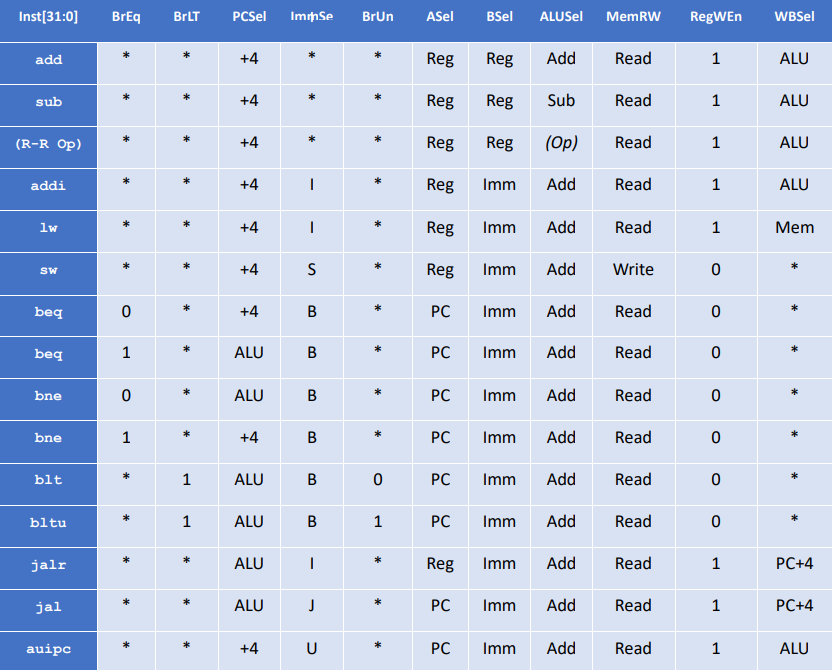 Inst[31:0] BrEq BrLT PCSel ImmSe BrUn ASel BSel ALUSel MemRW RegWEn WBSel
add * * +4 * * Reg Reg Add Read 1 ALU
sub * * +4 * * Reg Reg Sub Read 1 ALU
(R-R Op) * * +4 * * Reg Reg (Op) Read 1 ALU
addi * * +4 I * Reg Imm Add Read 1 ALU
lw * * +4 I * Reg Imm Add Read 1 Mem
sw * * +4 S * Reg Imm Add Write 0 *
beq 0 * +4 B * PC Imm Add Read 0 *
beq 1 * ALU B * PC Imm Add Read 0 *
bne 0 * ALU B * PC Imm Add Read 0 *
bne 1 * +4 B * PC Imm Add Read 0 *
blt * 1 ALU B 0 PC Imm Add Read 0 *
bltu * 1 ALU B 1 PC Imm Add Read 0 *
jalr * * ALU I * Reg Imm Add Read 1 PC+4
jal * * ALU J * PC Imm Add Read 1 PC+4
auipc * * +4 U * PC Imm Add Read 1 ALU